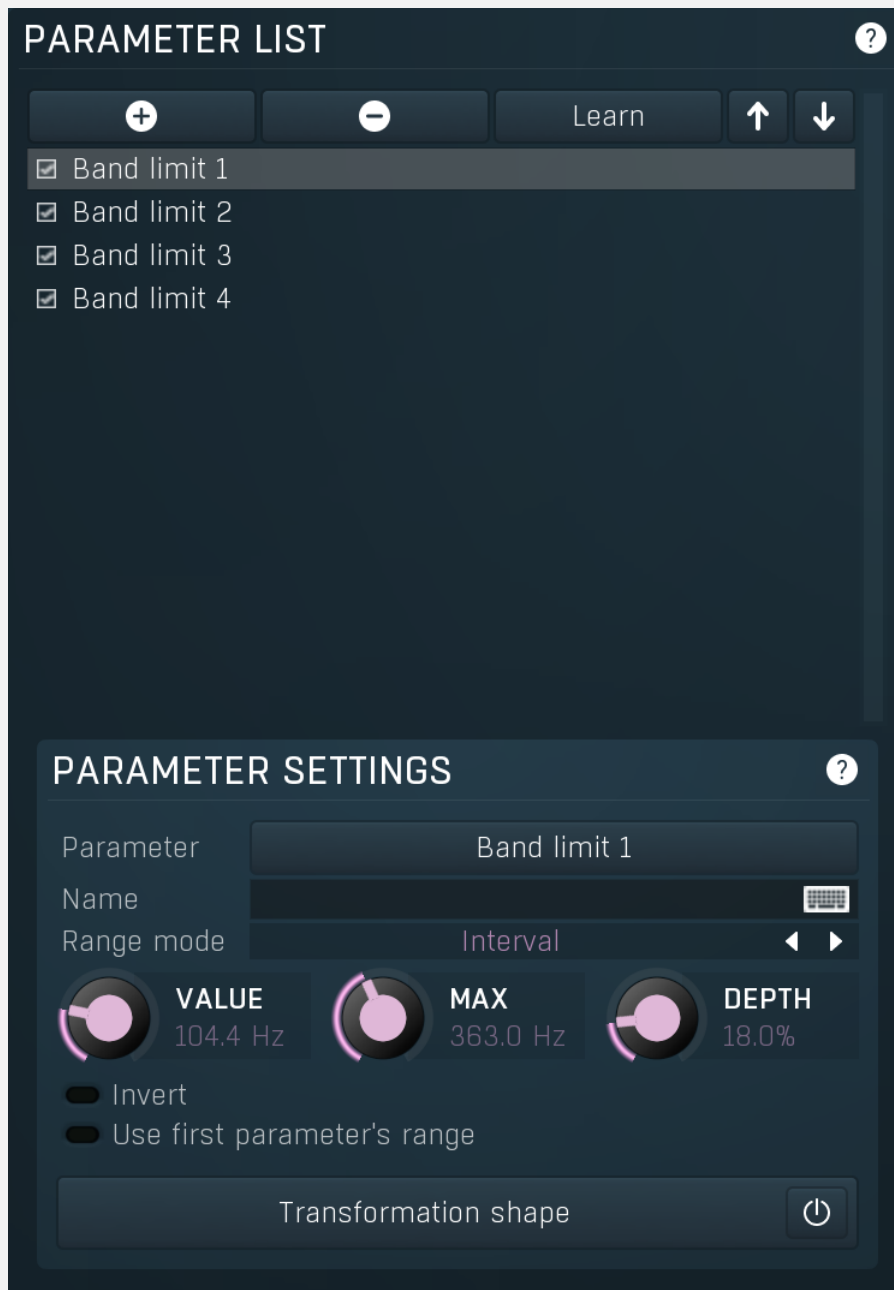 PARAMETER LIST ?
Learn
Band limit 1
Band limit 2
Band limit 3
Band limit 4
PARAMETER SETTINGS ?
Parameter Band limit 1
Name
Range mode Interval
VALUE MAX DEPTH
104.4 Hz 363.0 Hz 18.0%
Invert
Use first parameter's range
Transformation shape